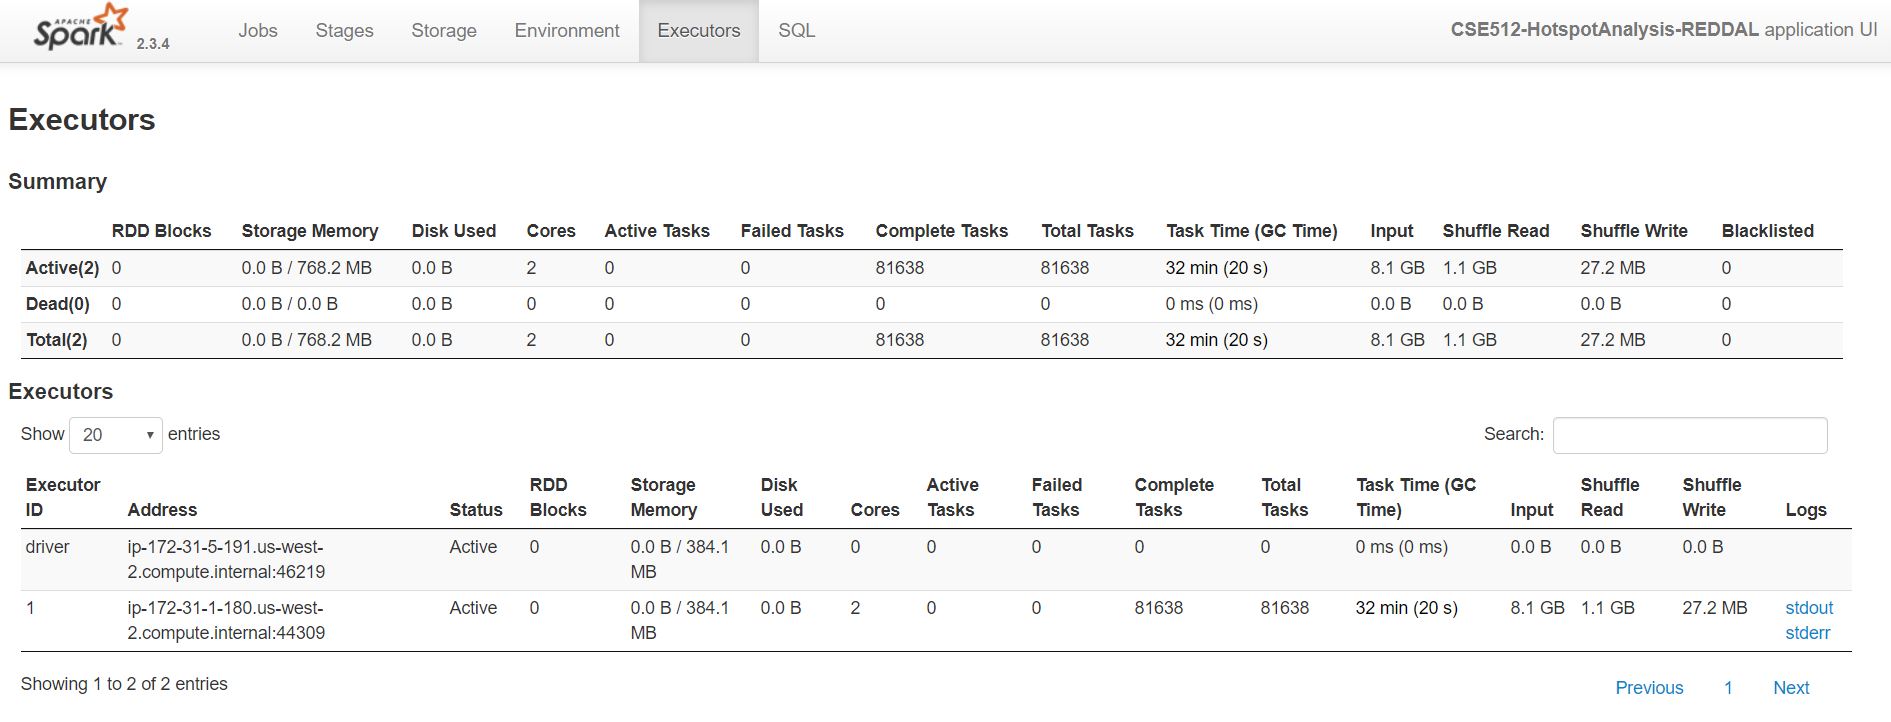 APACHE
Spark 2.3.4 Jobs Stages Storage Environment Executors SQL CSE512-HotspotAnalysis-REDDAL application UI
Executors
Summary
RDD Blocks Storage Memory Disk Used Cores Active Tasks Failed Tasks Complete Tasks Total Tasks Task Time (GC Time) Input Shuffle Read Shuffle Write Blacklisted
Active(2) 0 0.0 B / 768.2 MB 0.0 B 2 0 0 81638 81638 32 min (20 s) 8.1 GB 1.1 GB 27.2 MB 0
Dead(0) 0 0.0 B / 0.0 B 0.0 B 0 0 0 0 0 0 ms (0 ms) 0.0 B 0.0 B 0.0 B 0
Total(2) 0 0.0 B / 768.2 MB 0.0 B 2 0 0 81638 81638 32 min (20 s) 8.1 GB 1.1 GB 27.2 MB 0
Executors
Show 20 entries Search:
Executor RDD Storage Disk Active Failed Complete Total Task Time (GC Shuffle Shuffle
ID Address Status Blocks Memory Used Cores Tasks Tasks Tasks Tasks Time) Input Read Write Logs
driver ip-172-31-5-191.us-west- Active 0 0.0 B / 384.1 0.0 B 0 0 0 0 0 0 ms (0 ms) 0.0 B 0.0 B 0.0 B
2.compute.internal:46219 MB
1 ip-172-31-1-180.us-west- Active 0 0.0 B / 384.1 0.0 B 2 0 0 81638 81638 32 min (20 s) 8.1 GB 1.1 GB 27.2 MB stdout
2.compute.internal:44309 MB stderr
Showing 1 to 2 of 2 entries Previous 1 Next